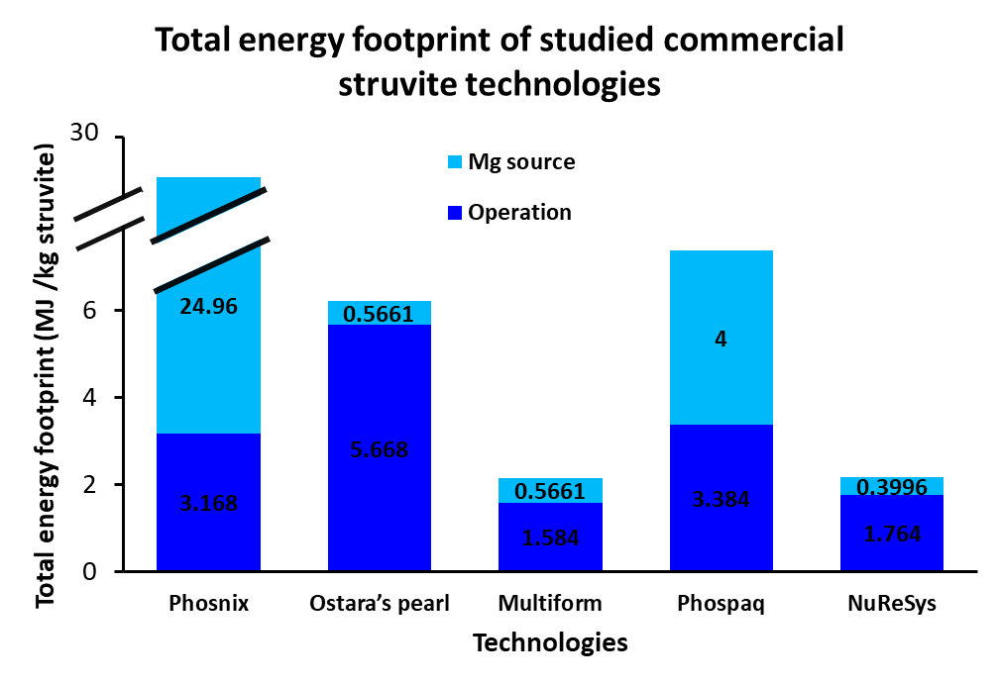 Total energy footprint of studied commercial
struvite technologies
Total energy footprint (MJ /kg struvite)
30
6
4
2
0
Mg source
Operation
24.96
3.168
0.5661
5.668
0.5661
1.584
4
3.384
0.3996
1.764
Phosnix
Ostara’s pearl
Multiform
Phospaq
NuReSys
Technologies